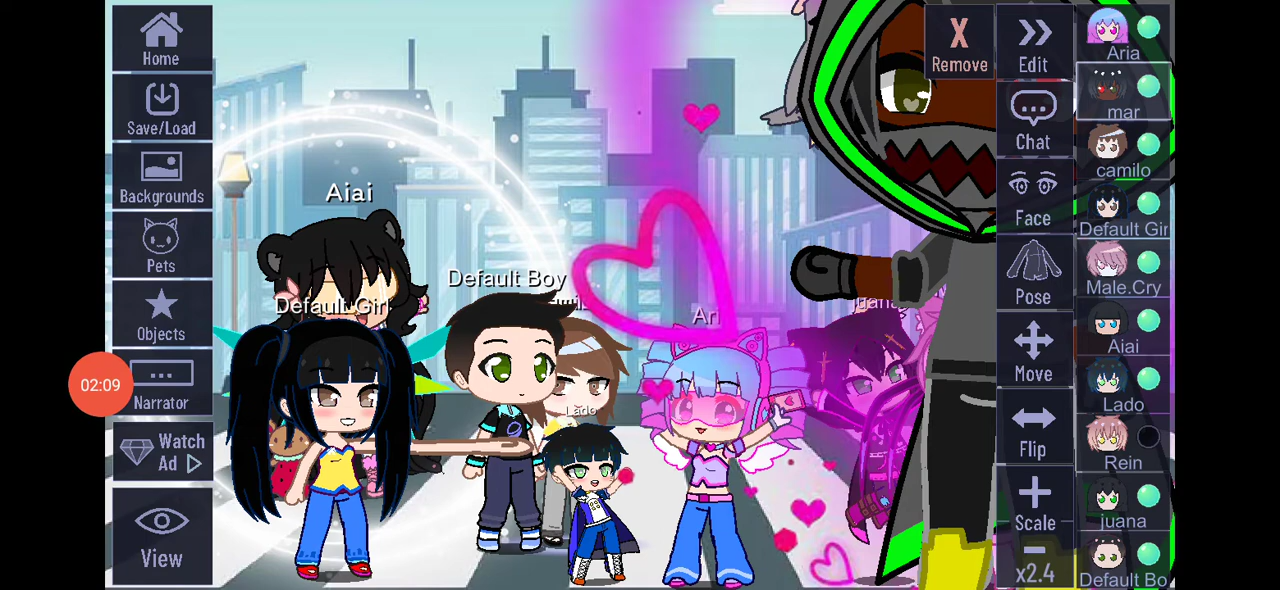 Home
Save/Load
Backgrounds
Pets
Objects
02:09
Narrator
Watch
Ad
View
Aiai
Default Girl
Default Boy
Lado
Ari
juana
X
Remove
Edit
Chat
Face
Pose
Move
Flip
Scale
x2.4
Aria
mar
camilo
Default Gir
Male.Cry
Aiai
Lado
Rein
juana
Default Bo